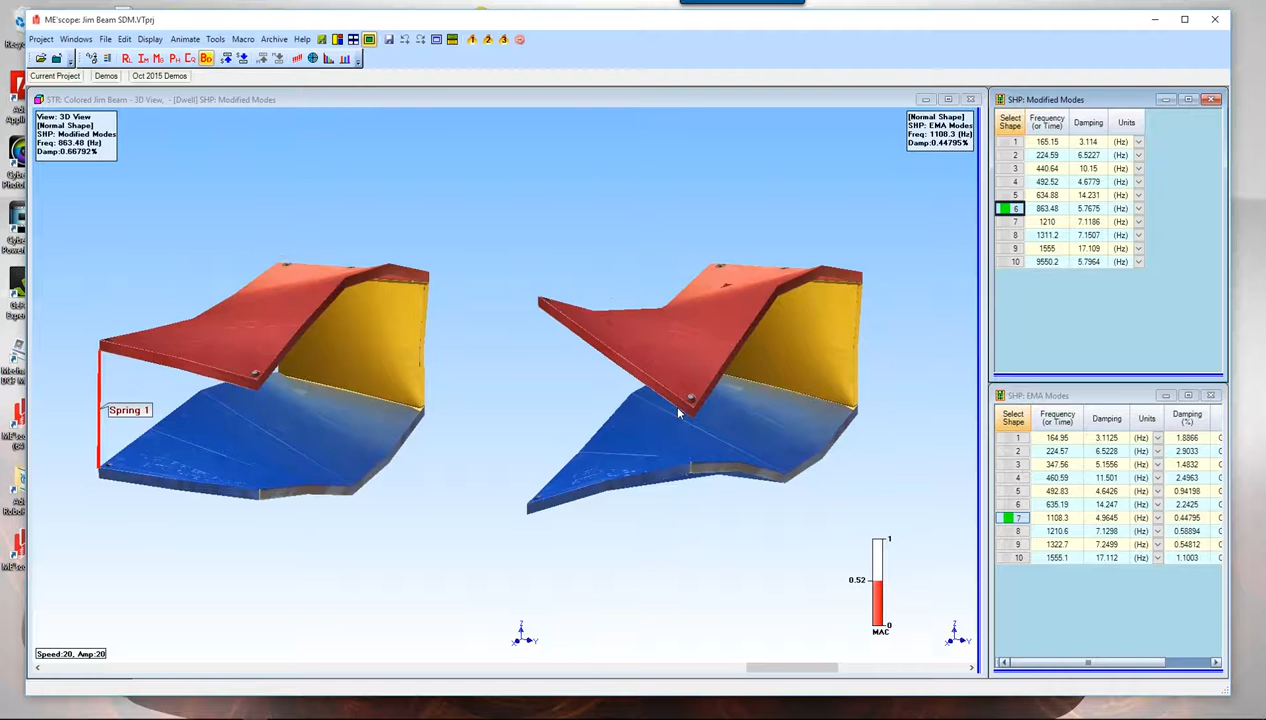 ME'scope: Jim Beam SDM.VTprj
Project Windows File Edit Display Animate Tools Macro Archive Help
Current Project Demos Oct 2015 Demos
STR: Colored Jim Beam - 3D View, - [Dwell] SHP: Modified Modes
View: 3D View
[Normal Shape]
SHP: Modified Modes
Freq: 863.48 (Hz)
Damp:0.66792%
[Normal Shape]
SHP: EMA Modes
Freq: 1108.3 (Hz)
Damp:0.44795%
Spring 1
1
0.52
0
MAC
Speed:20, Amp:20
SHP: Modified Modes
Select Shape Frequency (or Time) Damping Units
1 165.15 3.114 (Hz)
2 224.59 6.5227 (Hz)
3 440.64 10.15 (Hz)
4 492.52 4.6779 (Hz)
5 634.88 14.231 (Hz)
6 863.48 5.7675 (Hz)
7 1210 7.1186 (Hz)
8 1311.2 7.1507 (Hz)
9 1555 17.109 (Hz)
10 9550.2 5.7964 (Hz)
SHP: EMA Modes
Select Shape Frequency (or Time) Damping Units Damping (%)
1 164.95 3.1125 (Hz) 1.8866
2 224.57 6.5228 (Hz) 2.9033
3 347.56 5.1556 (Hz) 1.4832
4 460.59 11.501 (Hz) 2.4963
5 492.83 4.6426 (Hz) 0.94198
6 635.19 14.247 (Hz) 2.2425
7 1108.3 4.9645 (Hz) 0.44795
8 1210.6 7.1298 (Hz) 0.58894
9 1322.7 7.2499 (Hz) 0.54812
10 1555.1 17.112 (Hz) 1.1003